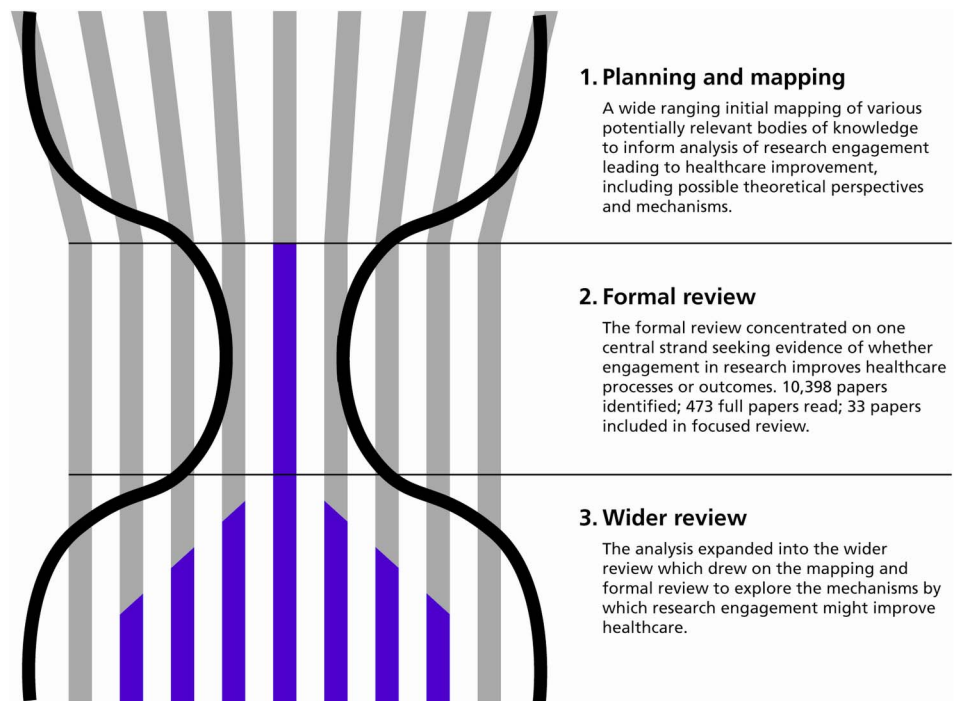 1. Planning and mapping
A wide ranging initial mapping of various
potentially relevant bodies of knowledge
to inform analysis of research engagement
leading to healthcare improvement,
including possible theoretical perspectives
and mechanisms.
2. Formal review
The formal review concentrated on one
central strand seeking evidence of whether
engagement in research improves healthcare
processes or outcomes. 10,398 papers
identified; 473 full papers read; 33 papers
included in focused review.
3. Wider review
The analysis expanded into the wider
review which drew on the mapping and
formal review to explore the mechanisms by
which research engagement might improve
healthcare.